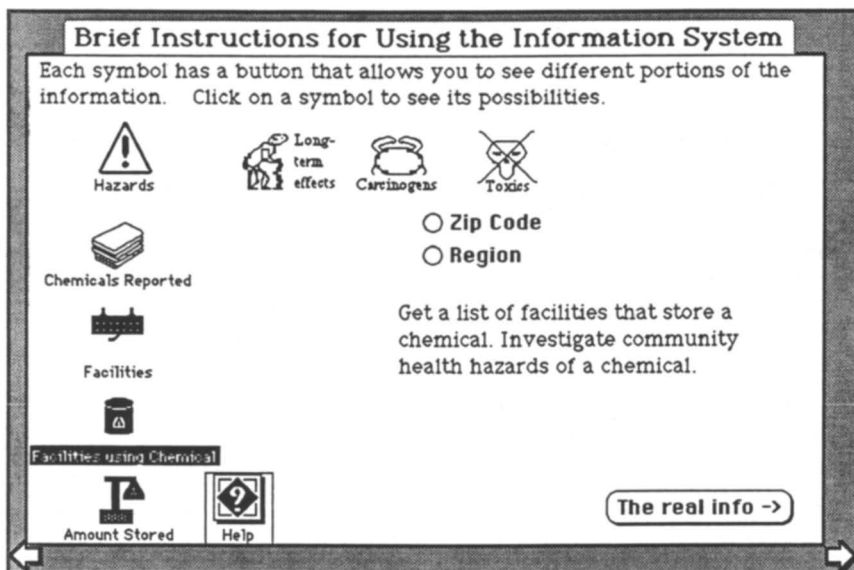 Brief Instructions for Using the Information System
Each symbol has a button that allows you to see different portions of the
information. Click on a symbol to see its possibilities.
Hazards
Long-
term
effects
Carcinogens
Toxics
Zip Code
Region
Chemicals Reported
Get a list of facilities that store a
chemical. Investigate community
health hazards of a chemical.
Facilities
Facilities using Chemical
Amount Stored
?
Help
The real info ->